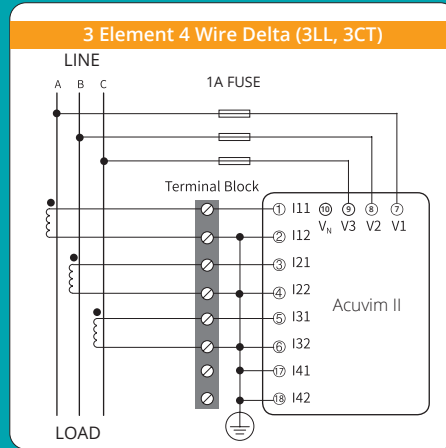 3 Element 4 Wire Delta (3LL, 3CT)
LINE
A B C
1A FUSE
Terminal Block
① I11 ⑩ ⑨ ⑧ ⑦
VN V3 V2 V1
② I12
③ I21
④ I22
Acuvim II
⑤ I31
⑥ I32
⑰ I41
⑱ I42
LOAD